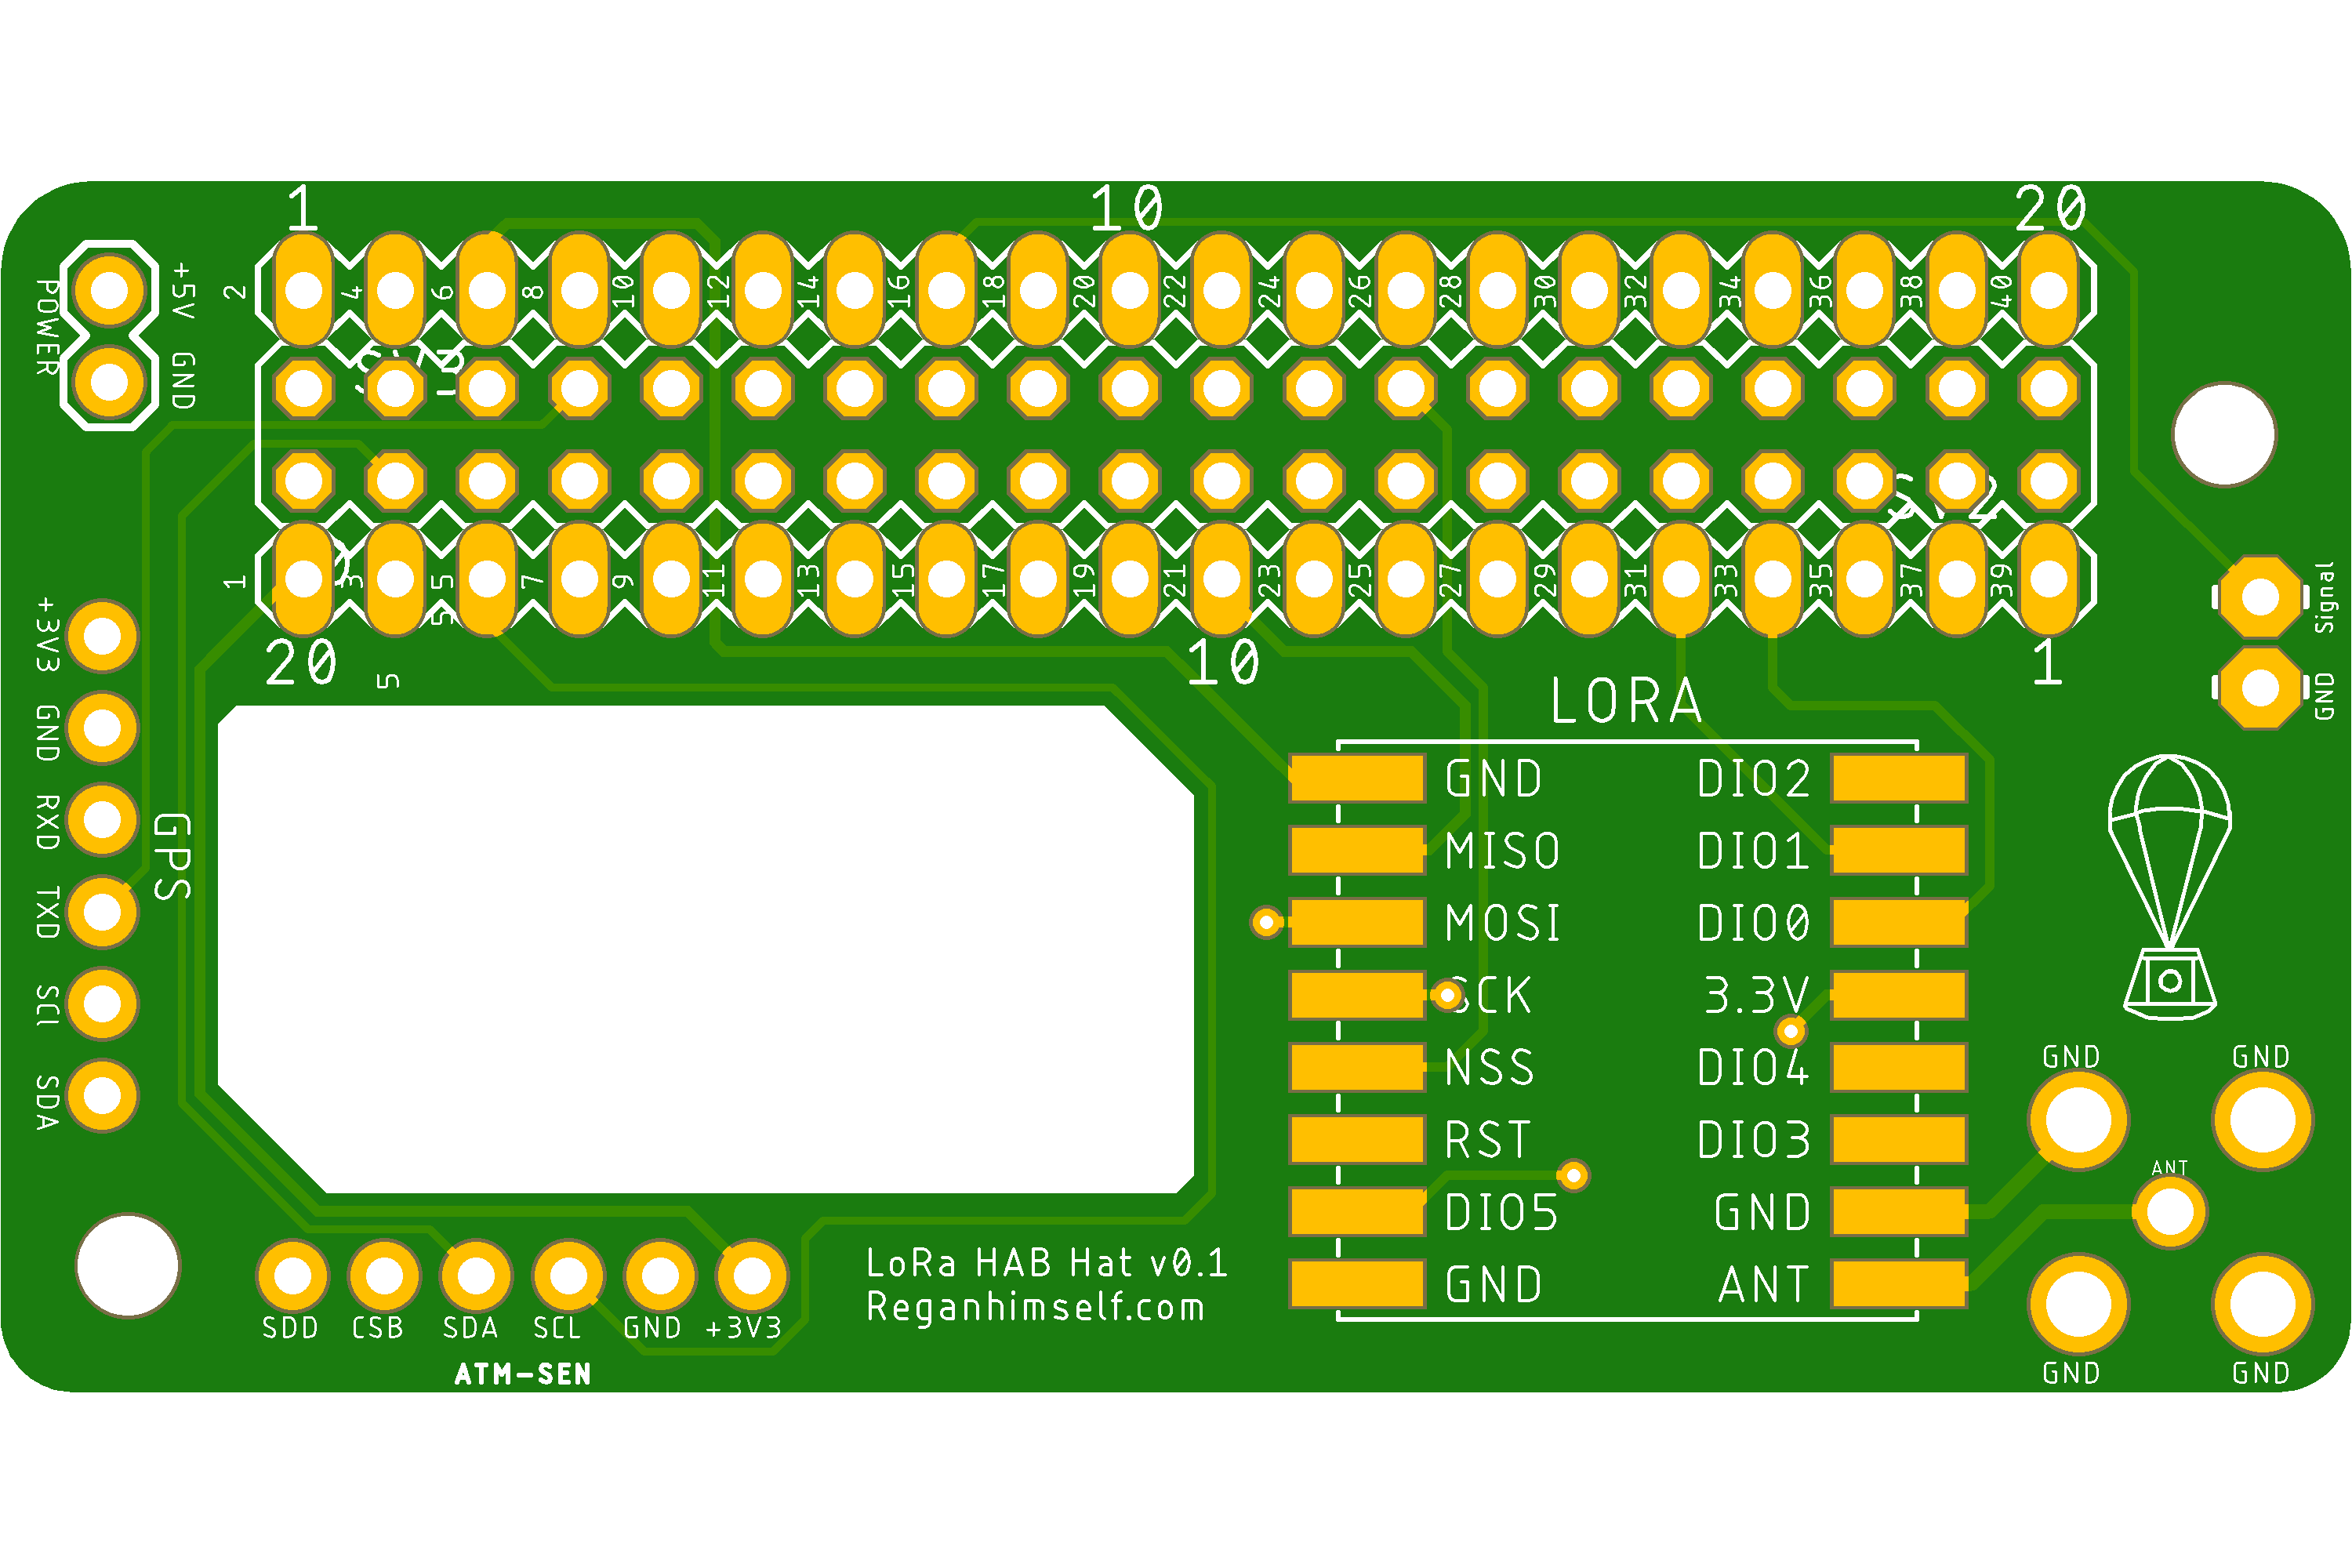 1 10 20
POWER
+5V GND
2 4 6 8 10 12 14 16 18 20 22 24 26 28 30 32 34 36 38 40
1 3 5 7 9 11 13 15 17 19 21 23 25 27 29 31 33 35 37 39
5
20 10 1
5
Signal
GND
+3V3
GND
RXD
TXD
SCl
SDA
GPS
LORA
GND DIO2
MISO DIO1
MOSI DIO0
SCK 3.3V
NSS DIO4
RST DIO3
DIO5 GND
GND ANT
GND GND
ANT
GND GND
LoRa HAB Hat v0.1
Reganhimself.com
SDD CSB SDA SCL GND +3V3
ATM-SEN